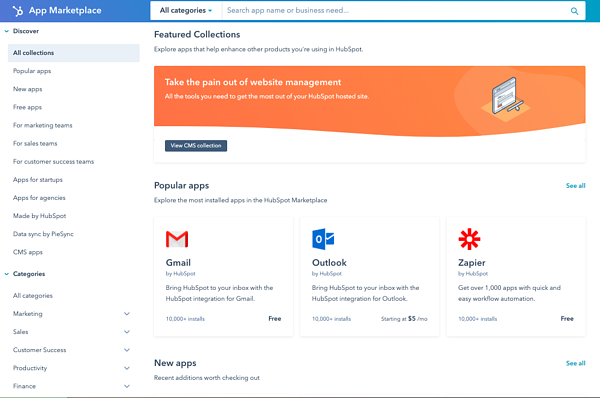 App Marketplace
All categories
Search app name or business need...
Discover
All collections
Popular apps
New apps
Free apps
For marketing teams
For sales teams
For customer success teams
Apps for startups
Apps for agencies
Made by HubSpot
Data sync by PieSync
CMS apps
Categories
All categories
Marketing
Sales
Customer Success
Productivity
Finance
Featured Collections
Explore apps that help enhance other products you're using in HubSpot.
Take the pain out of website management
All the tools you need to get the most out of your HubSpot hosted site.
View CMS collection
Popular apps
See all
Explore the most installed apps in the HubSpot Marketplace
Gmail
by HubSpot
Bring HubSpot to your inbox with the
HubSpot integration for Gmail.
10,000+ installs
Free
Outlook
by HubSpot
Bring HubSpot to your inbox with the
HubSpot integration for Outlook.
10,000+ installs
Starting at $5 /mo
Zapier
by HubSpot
Get over 1,000 apps with quick and
easy workflow automation.
10,000+ installs
Free
New apps
See all
Recent additions worth checking out